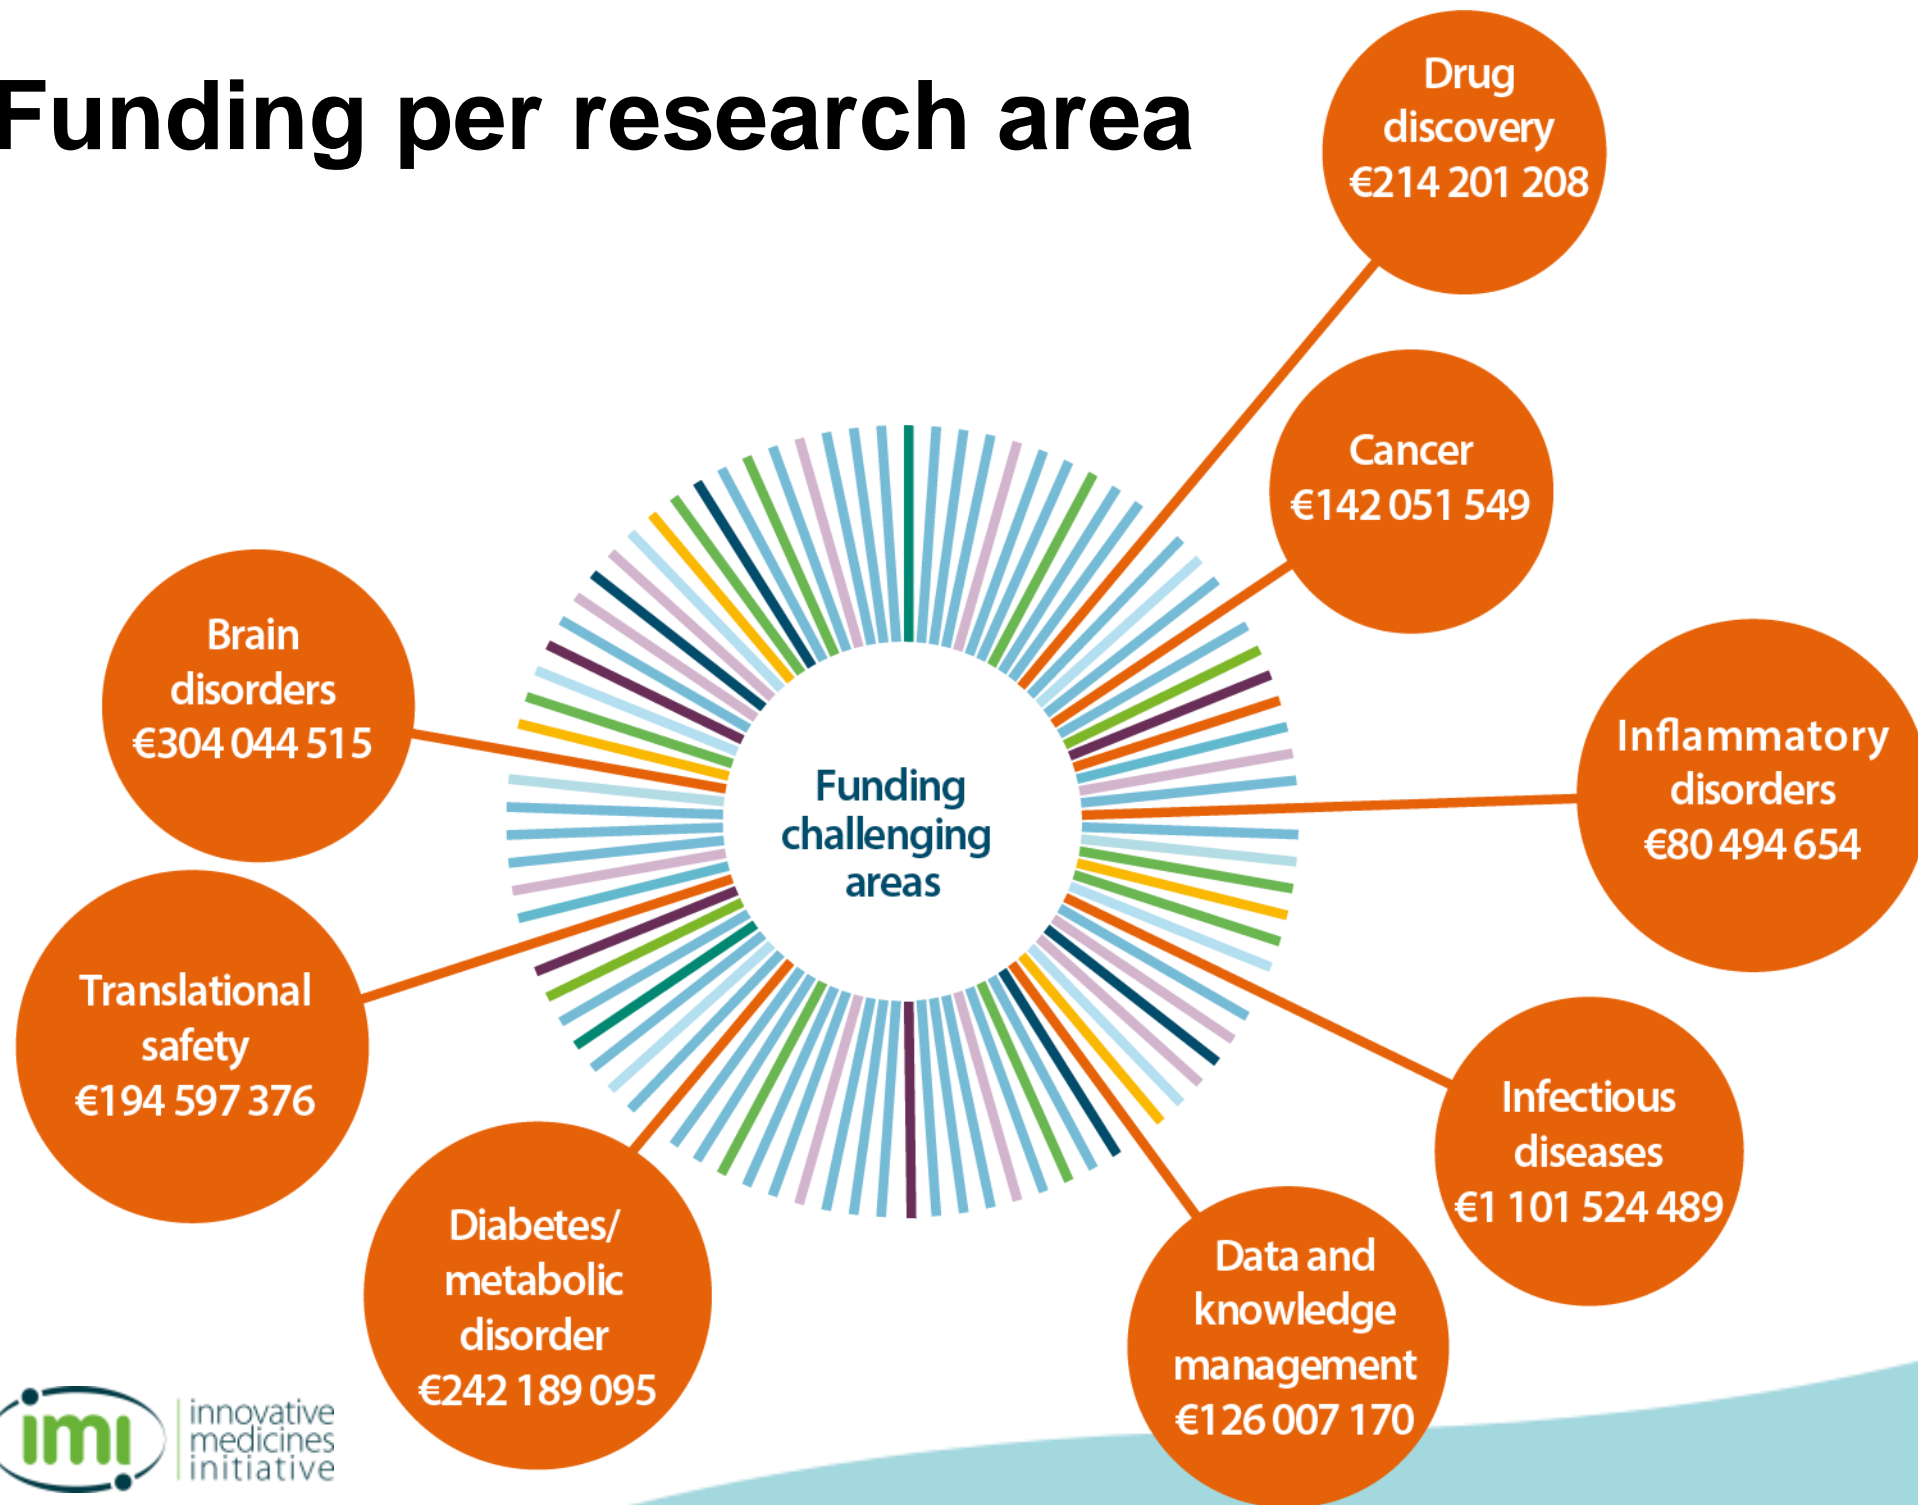 Funding per research area
Drug
discovery
€214 201 208
Cancer
€142 051 549
Inflammatory
disorders
€80 494 654
Infectious
diseases
€1 101 524 489
Data and
knowledge
management
€126 007 170
Diabetes/
metabolic
disorder
€242 189 095
Translational
safety
€194 597 376
Brain
disorders
€304 044 515
Funding
challenging
areas
imi
innovative
medicines
initiative